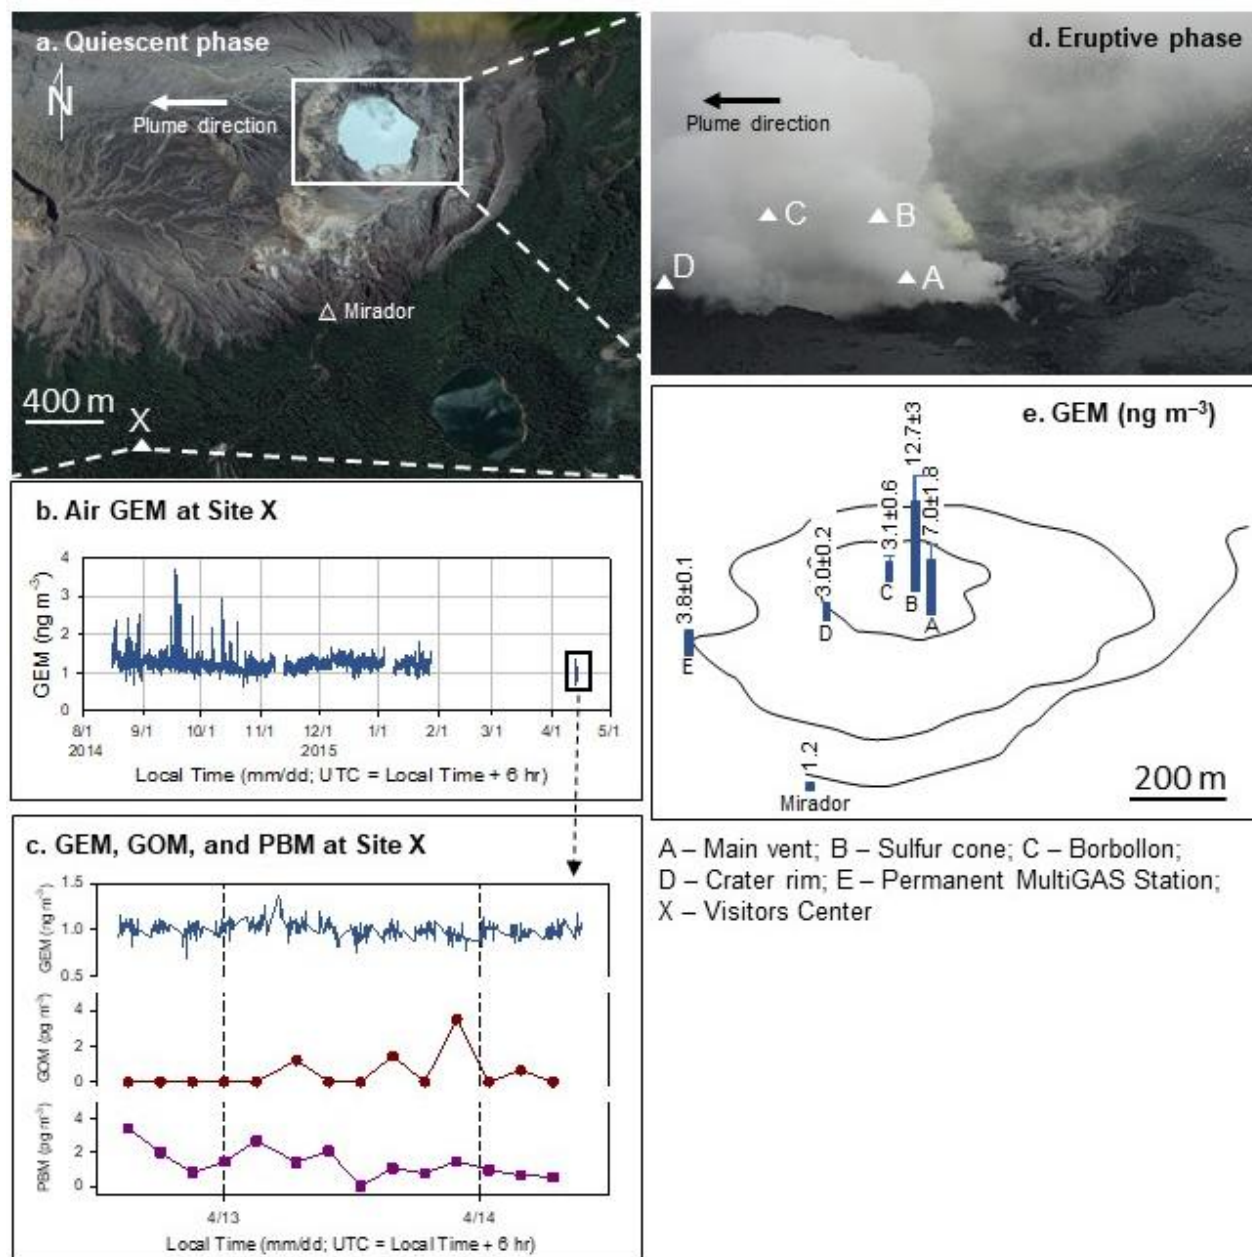 a. Quiescent phase
N
Plume direction
Mirador
400 m
X
d. Eruptive phase
Plume direction
C
B
D
A
b. Air GEM at Site X
GEM (ng m⁻³)
4
3
2
1
0
8/1 9/1 10/1 11/1 12/1 1/1 2/1 3/1 4/1 5/1
2014 2015
Local Time (mm/dd; UTC = Local Time + 6 hr)
c. GEM, GOM, and PBM at Site X
GEM (ng m⁻³)
1.5
1.0
0.5
GOM (pg m⁻³)
4
2
0
PBM (pg m⁻³)
4
2
0
4/13 4/14
Local Time (mm/dd; UTC = Local Time + 6 hr)
e. GEM (ng m⁻³)
12.7±3
7.0±1.8
3.1±0.6
3.0±0.2
3.8±0.1
C
B
A
D
E
1.2
Mirador
200 m
A – Main vent; B – Sulfur cone; C – Borbollon;
D – Crater rim; E – Permanent MultiGAS Station;
X – Visitors Center